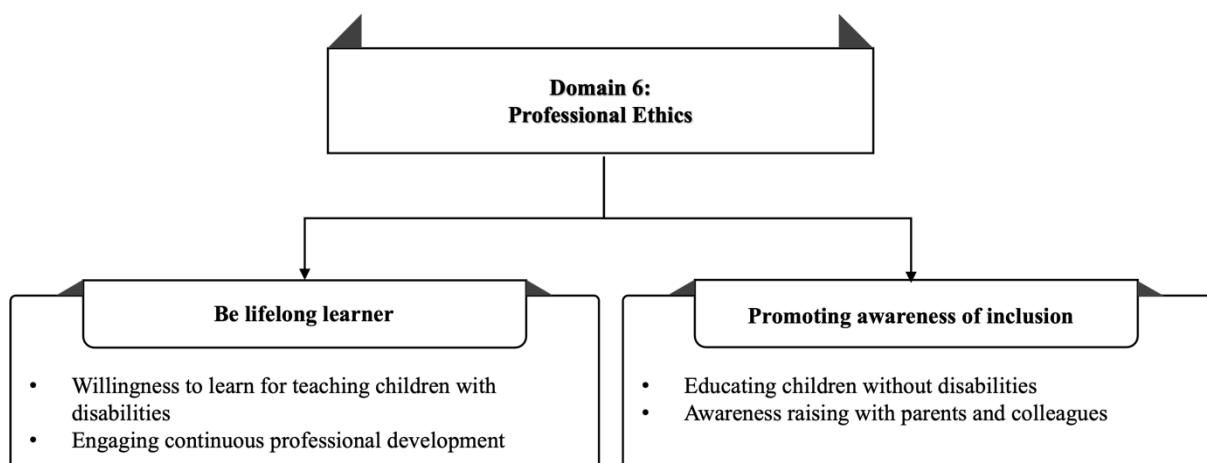 Domain 6:
Professional Ethics
Be lifelong learner
• Willingness to learn for teaching children with
disabilities
• Engaging continuous professional development
Promoting awareness of inclusion
• Educating children without disabilities
• Awareness raising with parents and colleagues